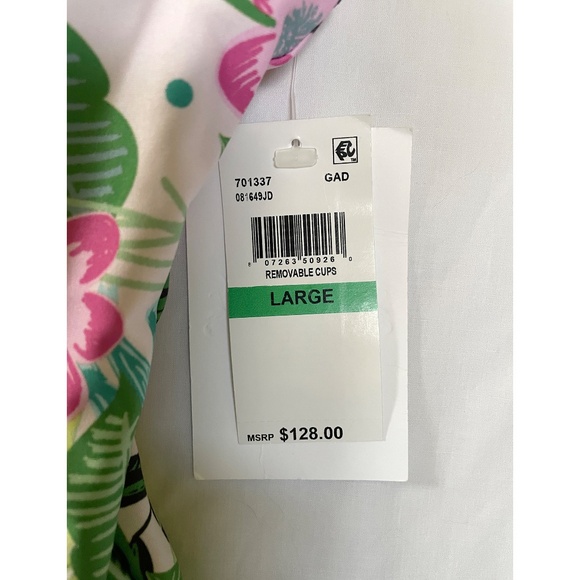 701337 GAD
081649JD
0 07263 50926 0
REMOVABLE CUPS
LARGE
MSRP $128.00